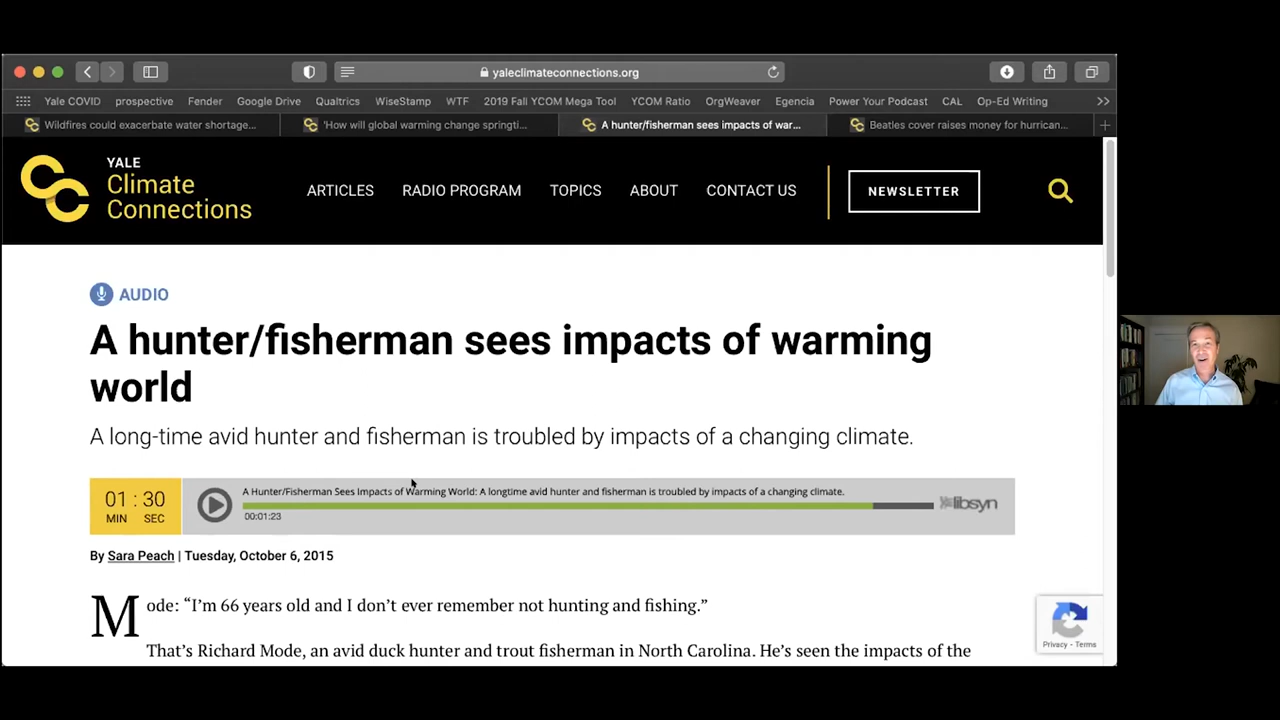 yaleclimateconnections.org
Yale COVID prospective Fender Google Drive Qualtrics WiseStamp WTF 2019 Fall YCOM Mega Tool YCOM Ratio OrgWeaver Egencia Power Your Podcast CAL Op-Ed Writing
Wildfires could exacerbate water shortage... 'How will global warming change springti... A hunter/fisherman sees impacts of war... Beatles cover raises money for hurrican...
YALE
Climate
Connections
ARTICLES RADIO PROGRAM TOPICS ABOUT CONTACT US NEWSLETTER
AUDIO
A hunter/fisherman sees impacts of warming
world
A long-time avid hunter and fisherman is troubled by impacts of a changing climate.
01 : 30
MIN SEC
A Hunter/Fisherman Sees Impacts of Warming World: A longtime avid hunter and fisherman is troubled by impacts of a changing climate.
00:01:23
libsyn
By Sara Peach | Tuesday, October 6, 2015
Mode: “I’m 66 years old and I don’t ever remember not hunting and fishing.”
That’s Richard Mode, an avid duck hunter and trout fisherman in North Carolina. He’s seen the impacts of the
Privacy - Terms